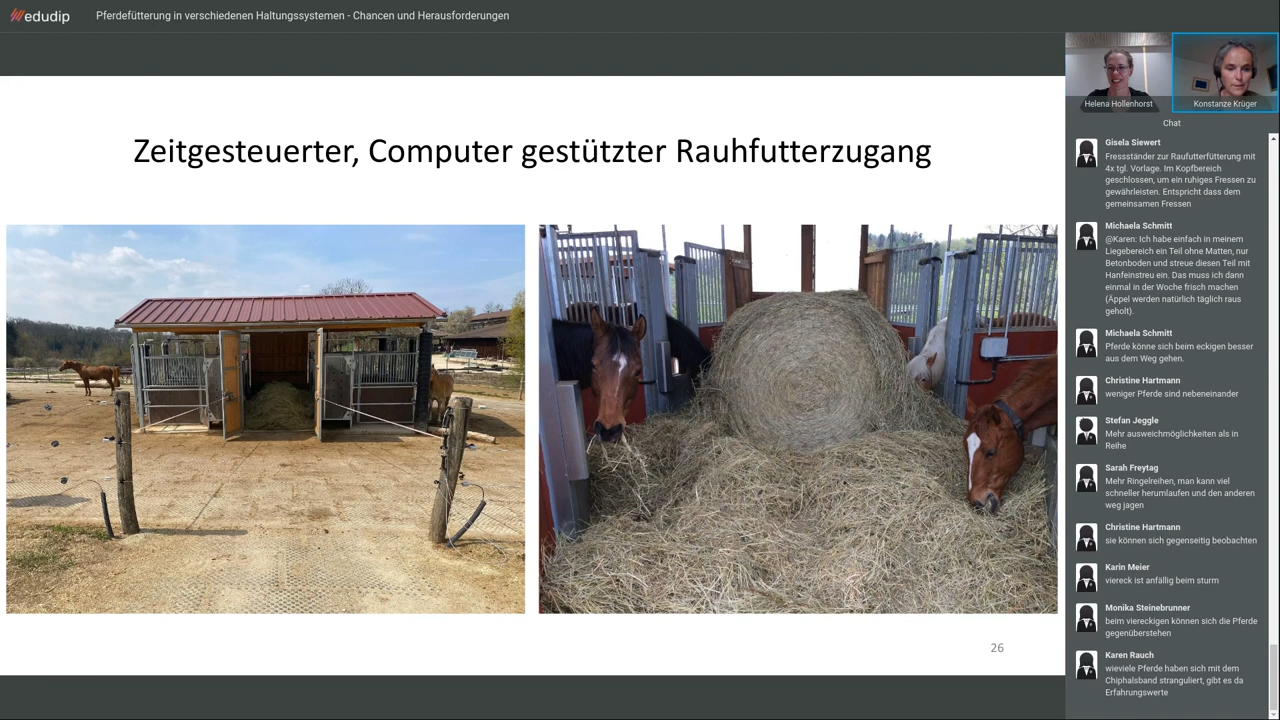 edudip
Pferdefütterung in verschiedenen Haltungssystemen - Chancen und Herausforderungen
Zeitgesteuerter, Computer gestützter Rauhfutterzugang
26
Helena Hollenhorst
Konstanze Krüger
Chat
Gisela Siewert
Fressständer zur Raufutterfütterung mit
4x tgl. Vorlage. Im Kopfbereich
geschlossen, um ein ruhiges Fressen zu
gewährleisten. Entspricht dass dem
gemeinsamen Fressen
Michaela Schmitt
@Karen: Ich habe einfach in meinem
Liegebereich ein Teil ohne Matten, nur
Betonboden und streue diesen Teil mit
Hanfeinstreu ein. Das muss ich dann
einmal in der Woche frisch machen
(Äppel werden natürlich täglich raus
geholt).
Michaela Schmitt
Pferde könne sich beim eckigen besser
aus dem Weg gehen.
Christine Hartmann
weniger Pferde sind nebeneinander
Stefan Jeggle
Mehr ausweichmöglichkeiten als in
Reihe
Sarah Freytag
Mehr Ringelreihen, man kann viel
schneller herumlaufen und den anderen
weg jagen
Christine Hartmann
sie können sich gegenseitig beobachten
Karin Meier
viereck ist anfällig beim sturm
Monika Steinebrunner
beim viereckigen können sich die Pferde
gegenüberstehen
Karen Rauch
wieviele Pferde haben sich mit dem
Chiphalsband stranguliert, gibt es da
Erfahrungswerte